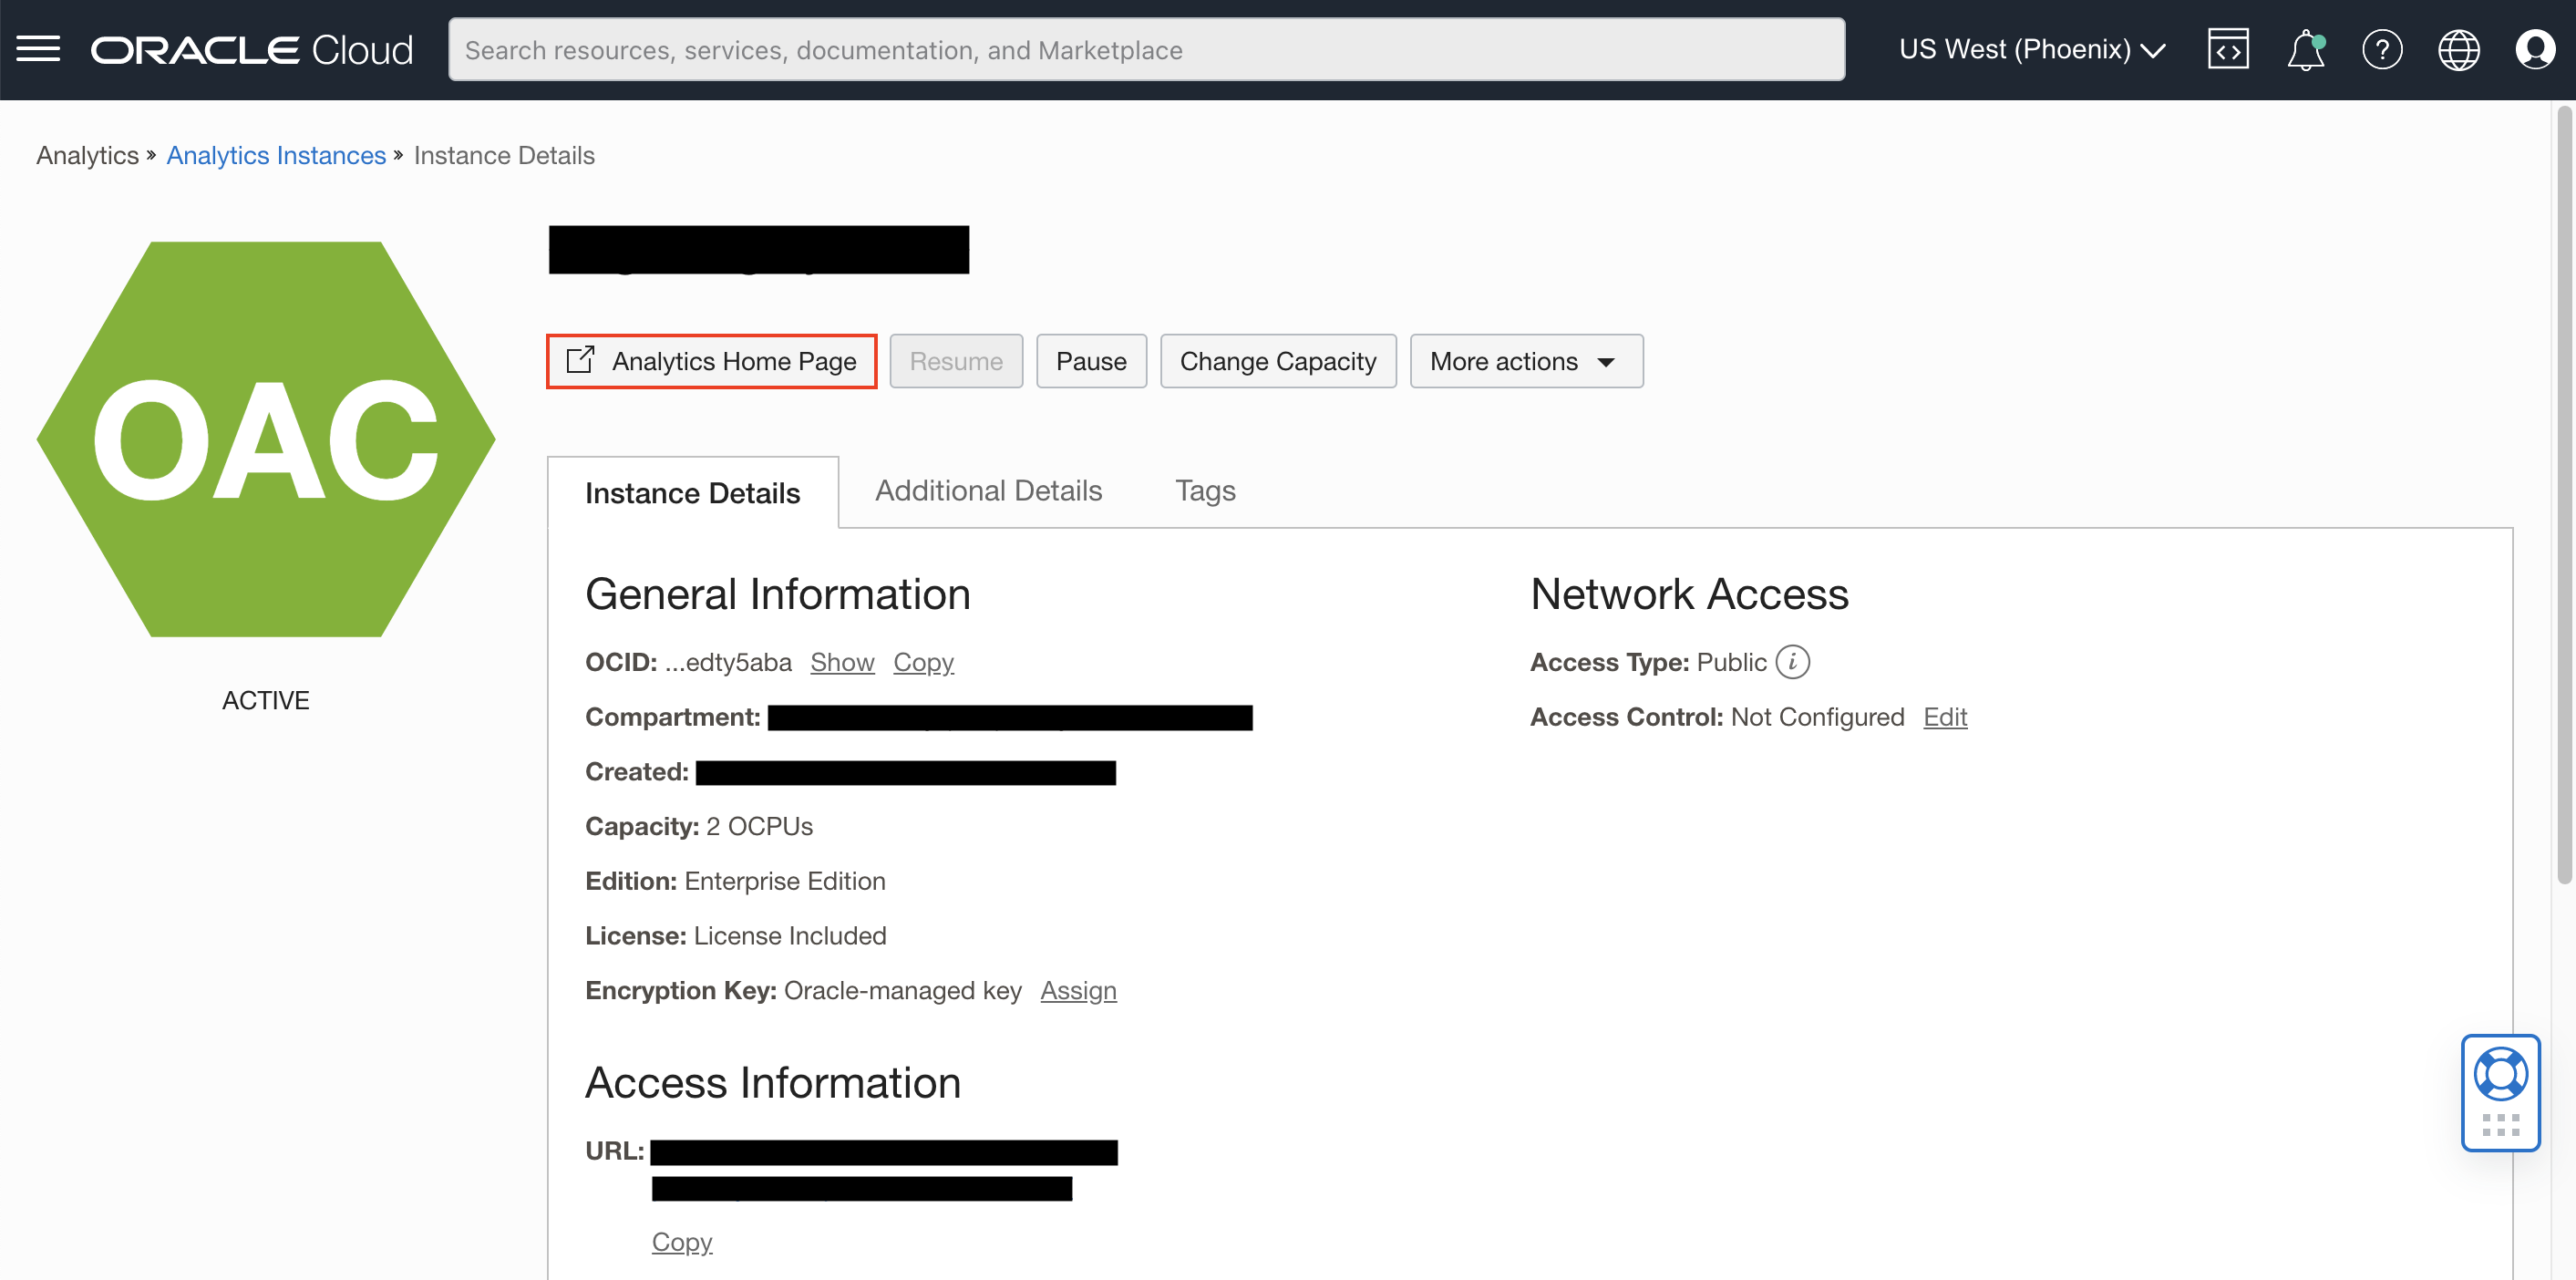 ORACLE Cloud
Search resources, services, documentation, and Marketplace
US West (Phoenix)
Analytics » Analytics Instances » Instance Details
OAC
ACTIVE
Analytics Home Page
Resume
Pause
Change Capacity
More actions
Instance Details
Additional Details
Tags
General Information
OCID: ...edty5aba Show Copy
Compartment:
Created:
Capacity: 2 OCPUs
Edition: Enterprise Edition
License: License Included
Encryption Key: Oracle-managed key Assign
Access Information
URL:
Copy
Network Access
Access Type: Public
Access Control: Not Configured Edit